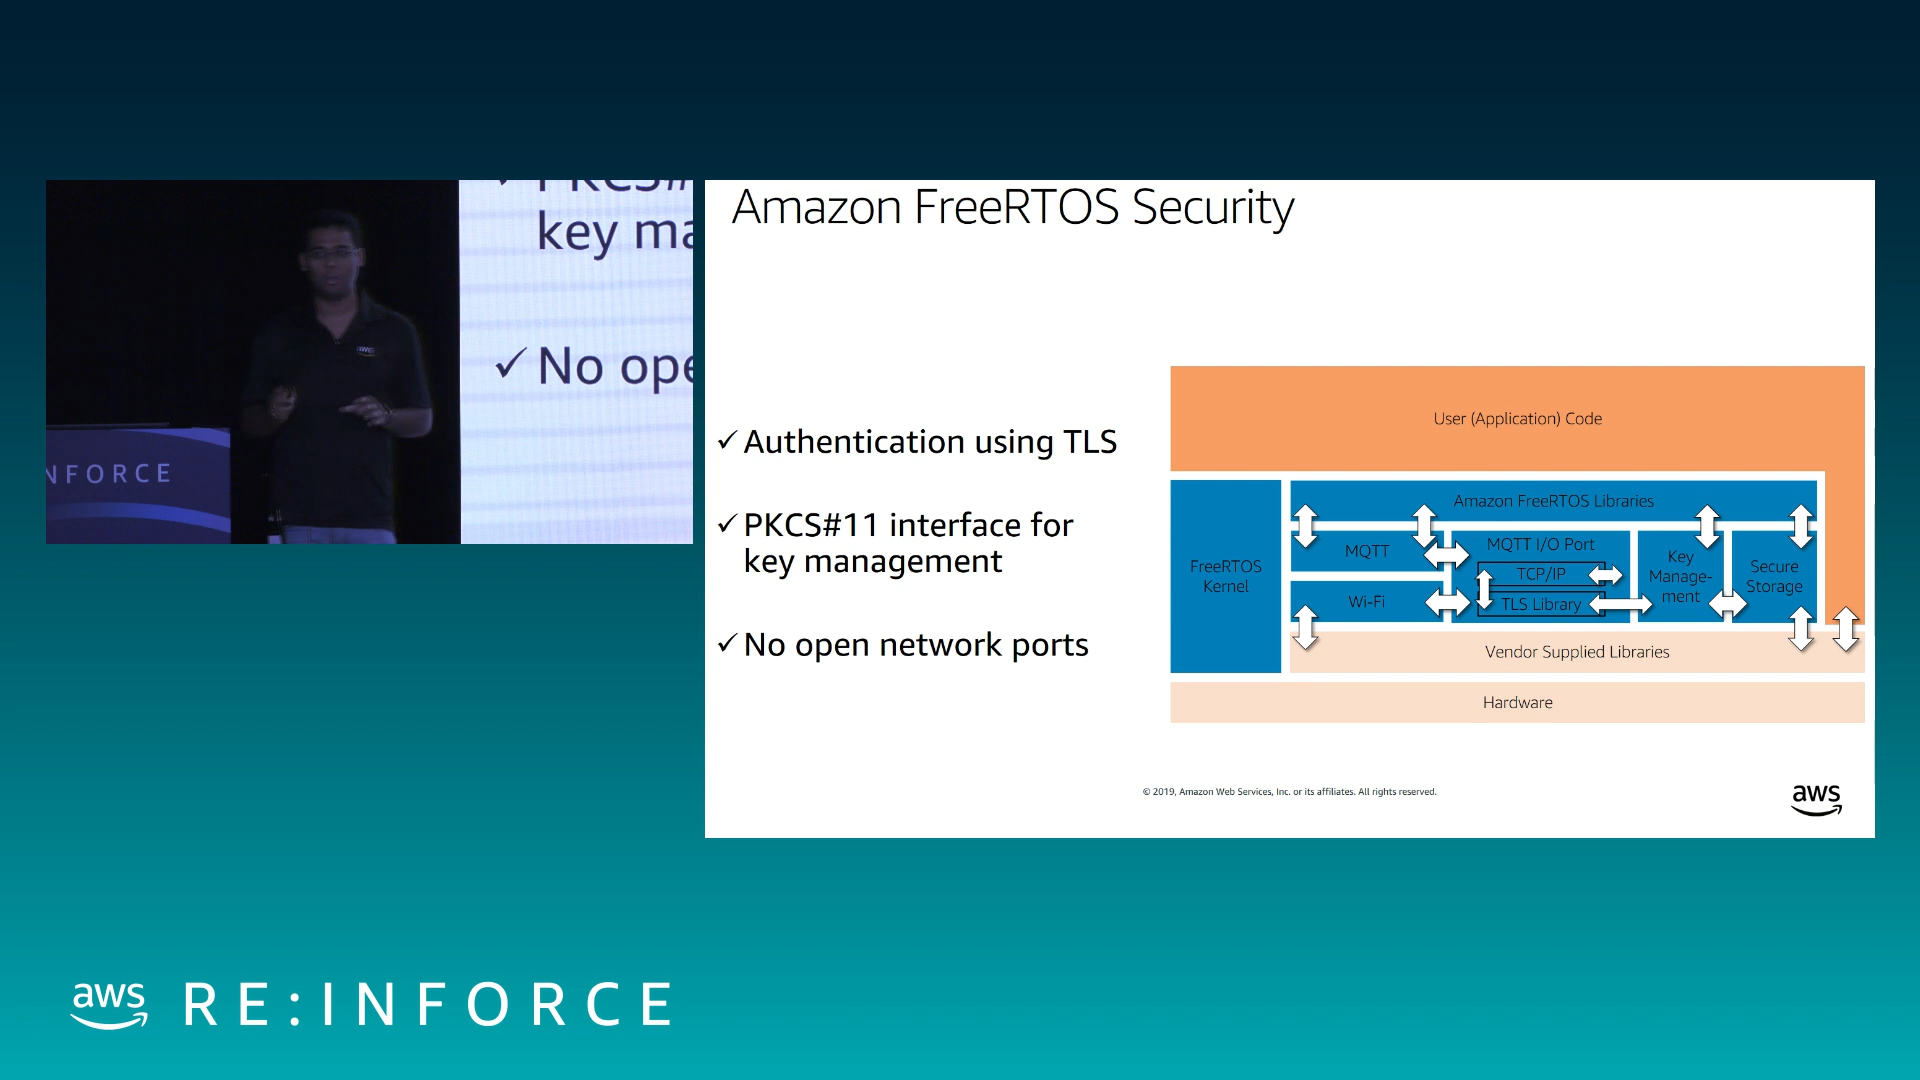 key ma
✓ No ope
NFORCE
aws
Amazon FreeRTOS Security
✓ Authentication using TLS
✓ PKCS#11 interface for
key management
✓ No open network ports
User (Application) Code
FreeRTOS
Kernel
Amazon FreeRTOS Libraries
MQTT
Wi-Fi
MQTT I/O Port
TCP/IP
TLS Library
Key
Manage-
ment
Secure
Storage
Vendor Supplied Libraries
Hardware
© 2019, Amazon Web Services, Inc. or its affiliates. All rights reserved.
aws
aws RE:INFORCE